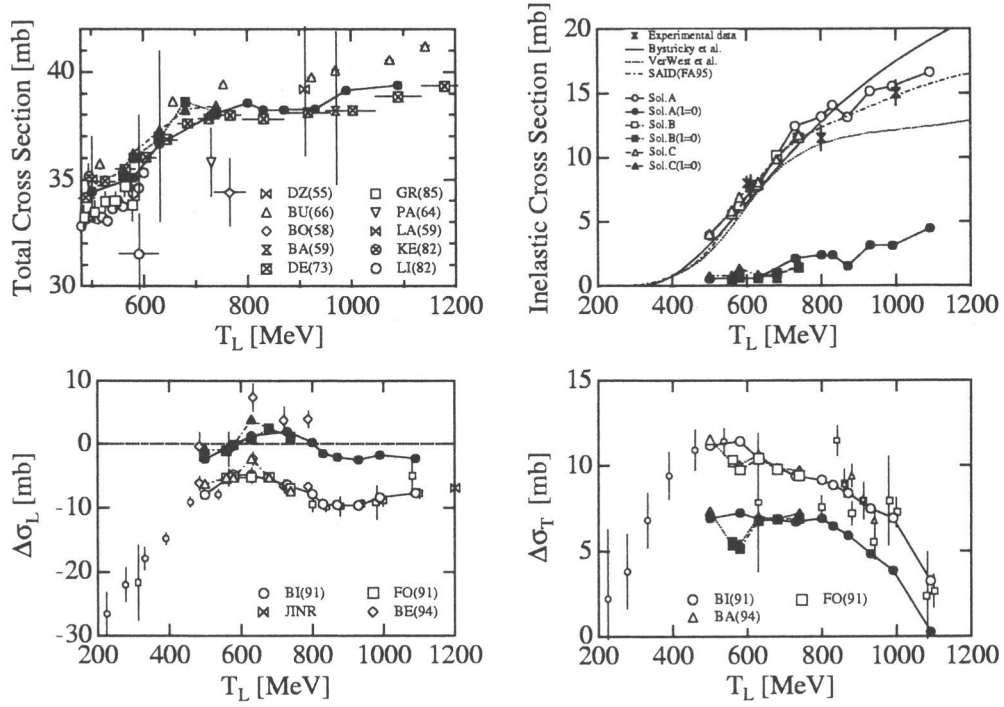 Total Cross Section [mb]
40
35
30
600
800
1000
1200
T_L [MeV]
DZ(55)
BU(66)
BO(58)
BA(59)
DE(73)
GR(85)
PA(64)
LA(59)
KE(82)
LI(82)
Inelastic Cross Section [mb]
20
15
10
5
0
200
400
600
800
1000
1200
T_L [MeV]
Experimental data
Bystricky et al.
VerWest et al.
SAID(FA95)
Sol.A
Sol.A(I=0)
Sol.B
Sol.B(I=0)
Sol.C
Sol.C(I=0)
Δσ_L [mb]
10
0
-10
-20
-30
200
400
600
800
1000
1200
T_L [MeV]
BI(91)
JINR
FO(91)
BE(94)
Δσ_T [mb]
15
10
5
0
200
400
600
800
1000
1200
T_L [MeV]
BI(91)
BA(94)
FO(91)